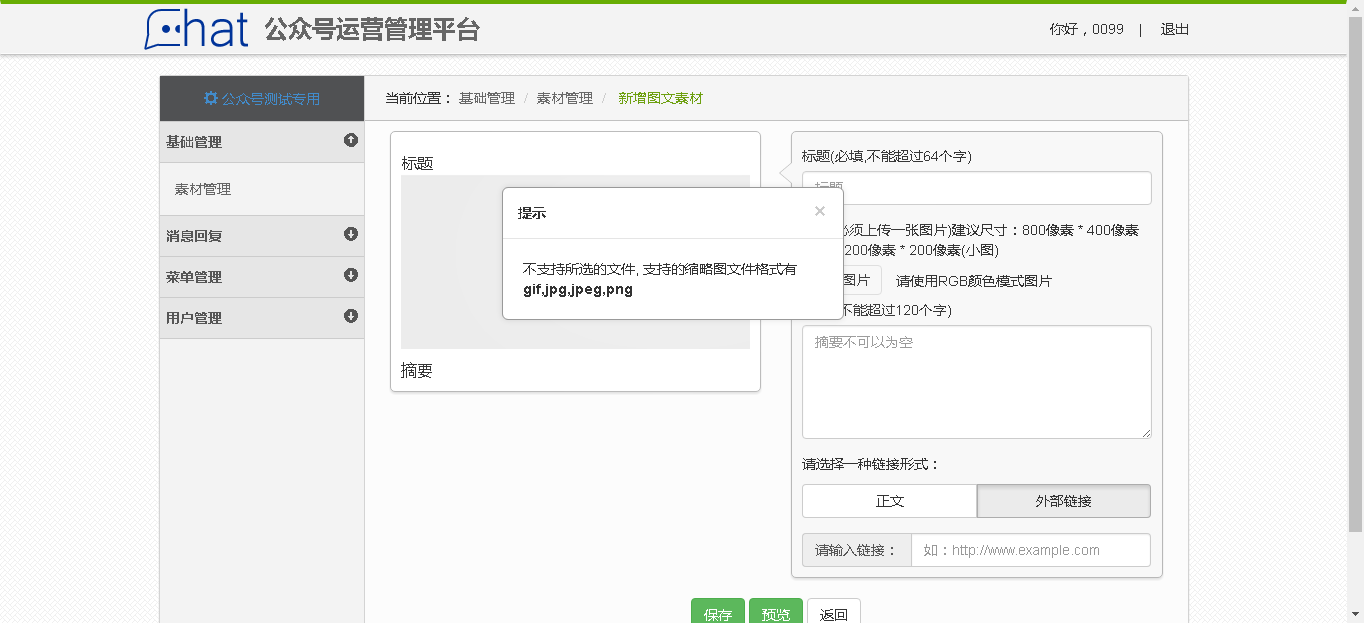 Chat 公众号运营管理平台
你好，0099 | 退出
公众号测试专用
当前位置： 基础管理 / 素材管理 / 新增图文素材
基础管理
素材管理
消息回复
菜单管理
用户管理
标题
摘要
提示 ×
不支持所选的文件, 支持的缩略图文件格式有
gif,jpg,jpeg,png
标题(必填,不能超过64个字)
标题
必须上传一张图片)建议尺寸：800像素 * 400像素
200像素 * 200像素(小图)
图片 请使用RGB颜色模式图片
不能超过120个字)
摘要不可以为空
请选择一种链接形式：
正文 外部链接
请输入链接： 如：http://www.example.com
保存 预览 返回